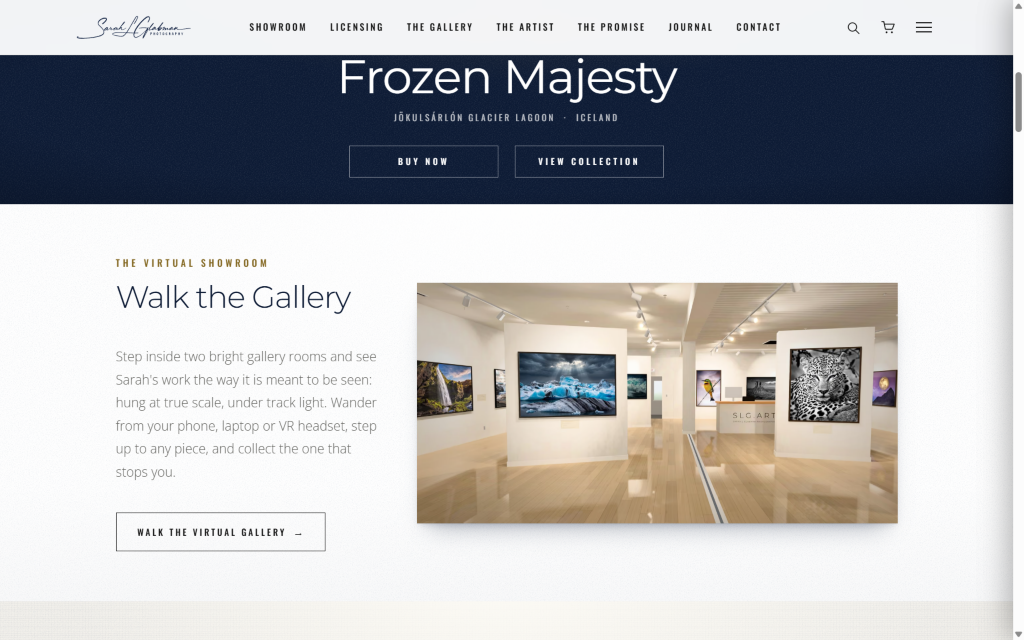 Sarah L Glabman
PHOTOGRAPHY
SHOWROOM LICENSING THE GALLERY THE ARTIST THE PROMISE JOURNAL CONTACT
Frozen Majesty
JÖKULSÁRLÓN GLACIER LAGOON · ICELAND
BUY NOW VIEW COLLECTION
THE VIRTUAL SHOWROOM
Walk the Gallery
Step inside two bright gallery rooms and see
Sarah's work the way it is meant to be seen:
hung at true scale, under track light. Wander
from your phone, laptop or VR headset, step
up to any piece, and collect the one that
stops you.
SLG ART
WALK THE VIRTUAL GALLERY →